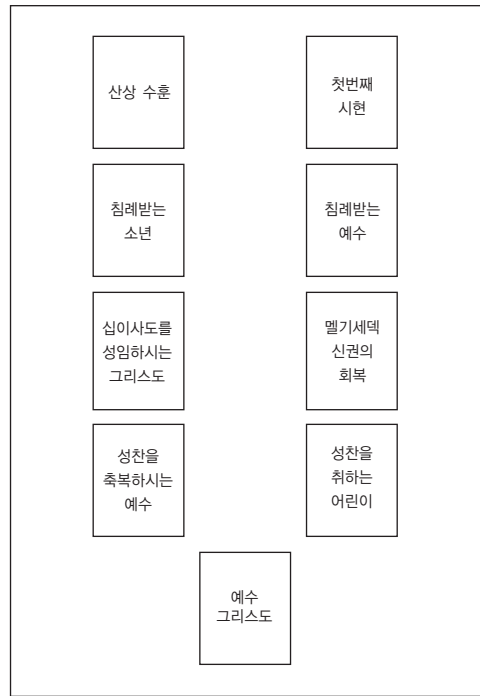 산상 수훈
첫번째
시현
침례받는
소년
침례받는
예수
십이사도를
성임하시는
그리스도
멜기세덱
신권의
회복
성찬을
축복하시는
예수
성찬을
취하는
어린이
예수
그리스도